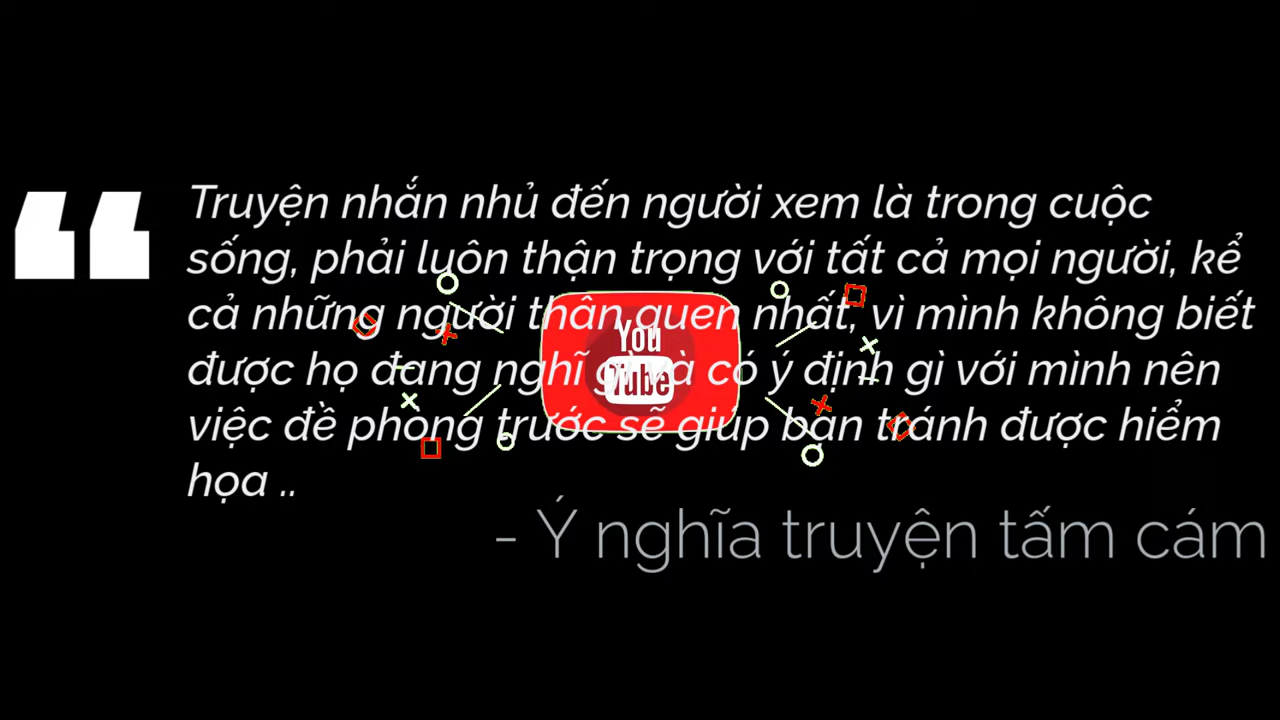 Truyện nhắn nhủ đến người xem là trong cuộc
sống, phải luôn thận trọng với tất cả mọi người, kể
cả những người thân quen nhất, vì mình không biết
được họ đang nghĩ gì và có ý định gì với mình nên
việc đề phòng trước sẽ giúp bạn tránh được hiểm
họa ..
- Ý nghĩa truyện tấm cám
You
Tube